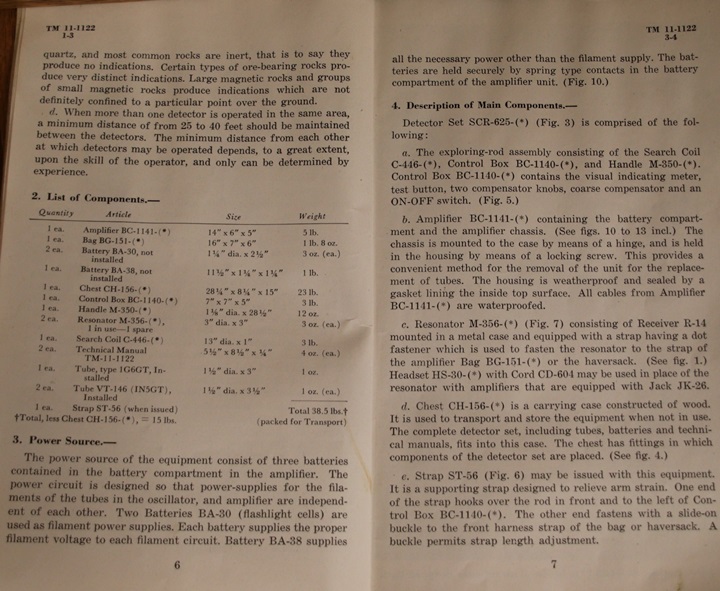 TM 11-1122
1-3
quartz, and most common rocks are inert, that is to say they
produce no indications. Certain types of ore-bearing rocks pro-
duce very distinct indications. Large magnetic rocks and groups
of small magnetic rocks produce indications which are not
definitely confined to a particular point over the ground.
d. When more than one detector is operated in the same area,
a minimum distance of from 25 to 40 feet should be maintained
between the detectors. The minimum distance from each other
at which detectors may be operated depends, to a great extent,
upon the skill of the operator, and only can be determined by
experience.
2. List of Components.—
Quantity Article Size Weight
1 ea. Amplifier BC-1141-(*) 14" x 6" x 5" 5 lb.
1 ea. Bag BG-151-(*) 16" x 7" x 6" 1 lb. 8 oz.
2 ea. Battery BA-30, not 1¼" dia. x 2½" 3 oz. (ea.)
installed
1 ea. Battery BA-38, not 11½" x 1¼" x 1¼" 1 lb.
installed
1 ea. Chest CH-156-(*) 28¼" x 8¼" x 15" 23 lb.
1 ea. Control Box BC-1140-(*) 7" x 7" x 5" 3 lb.
1 ea. Handle M-350-(*) 1⅝" dia. x 28½" 12 oz.
2 ea. Resonator M-356-(*), 3" dia. x 3" 3 oz. (ea.)
1 in use—1 spare
1 ea. Search Coil C-446-(*) 13" dia. x 1" 3 lb.
2 ea. Technical Manual 5½" x 8½" x ¼" 4 oz. (ea.)
TM-11-1122
1 ea. Tube, type 1G6GT, In- 1½" dia. x 3" 1 oz.
stalled
2 ea. Tube VT-146 (IN5GT), 1½" dia. x 3½" 1 oz. (ea.)
Installed
1 ea. Strap ST-56 (when issued) Total 38.5 lbs.†
†Total, less Chest CH-156-(*), = 15 lbs. (packed for Transport)
3. Power Source.—
The power source of the equipment consist of three batteries
contained in the battery compartment in the amplifier. The
power circuit is designed so that power-supplies for the fila-
ments of the tubes in the oscillator, and amplifier are independ-
ent of each other. Two Batteries BA-30 (flashlight cells) are
used as filament power supplies. Each battery supplies the proper
filament voltage to each filament circuit. Battery BA-38 supplies
6
TM 11-1122
3-4
all the necessary power other than the filament supply. The bat-
teries are held securely by spring type contacts in the battery
compartment of the amplifier unit. (Fig. 10.)
4. Description of Main Components.—
Detector Set SCR-625-(*) (Fig. 3) is comprised of the fol-
lowing:
a. The exploring-rod assembly consisting of the Search Coil
C-446-(*), Control Box BC-1140-(*), and Handle M-350-(*).
Control Box BC-1140-(*) contains the visual indicating meter,
test button, two compensator knobs, coarse compensator and an
ON-OFF switch. (Fig. 5.)
b. Amplifier BC-1141-(*) containing the battery compart-
ment and the amplifier chassis. (See figs. 10 to 13 incl.) The
chassis is mounted to the case by means of a hinge, and is held
in the housing by means of a locking screw. This provides a
convenient method for the removal of the unit for the replace-
ment of tubes. The housing is weatherproof and sealed by a
gasket lining the inside top surface. All cables from Amplifier
BC-1141-(*) are waterproofed.
c. Resonator M-356-(*) (Fig. 7) consisting of Receiver R-14
mounted in a metal case and equipped with a strap having a dot
fastener which is used to fasten the resonator to the strap of
the amplifier Bag BG-151-(*) or the haversack. (See fig. 1.)
Headset HS-30-(*) with Cord CD-604 may be used in place of the
resonator with amplifiers that are equipped with Jack JK-26.
d. Chest CH-156-(*) is a carrying case constructed of wood.
It is used to transport and store the equipment when not in use.
The complete detector set, including tubes, batteries and techni-
cal manuals, fits into this case. The chest has fittings in which
components of the detector set are placed. (See fig. 4.)
e. Strap ST-56 (Fig. 6) may be issued with this equipment.
It is a supporting strap designed to relieve arm strain. One end
of the strap hooks over the rod in front and to the left of Con-
trol Box BC-1140-(*). The other end fastens with a slide-on
buckle to the front harness strap of the bag or haversack. A
buckle permits strap length adjustment.
7